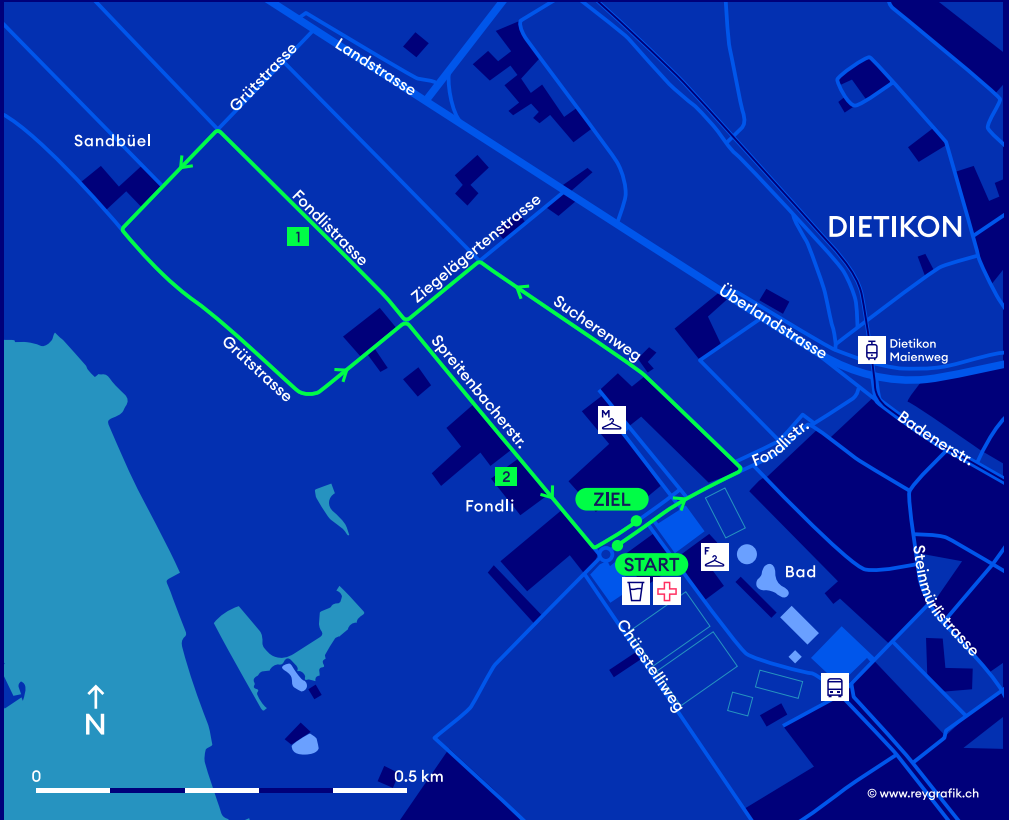 Landstrasse
Grütstrasse
Sandbüel
Fondlistrasse
1
Ziegelägertenstrasse
DIETIKON
Sucherenweg
Überlandstrasse
Dietikon
Maienweg
Grütstrasse
Spreitenbacherstr.
M
Fondlistr.
Badenerstr.
2
Fondli
ZIEL
START
F
Bad
Steinmürlistrasse
Chüestelliweg
N
0
0.5 km
© www.reygrafik.ch